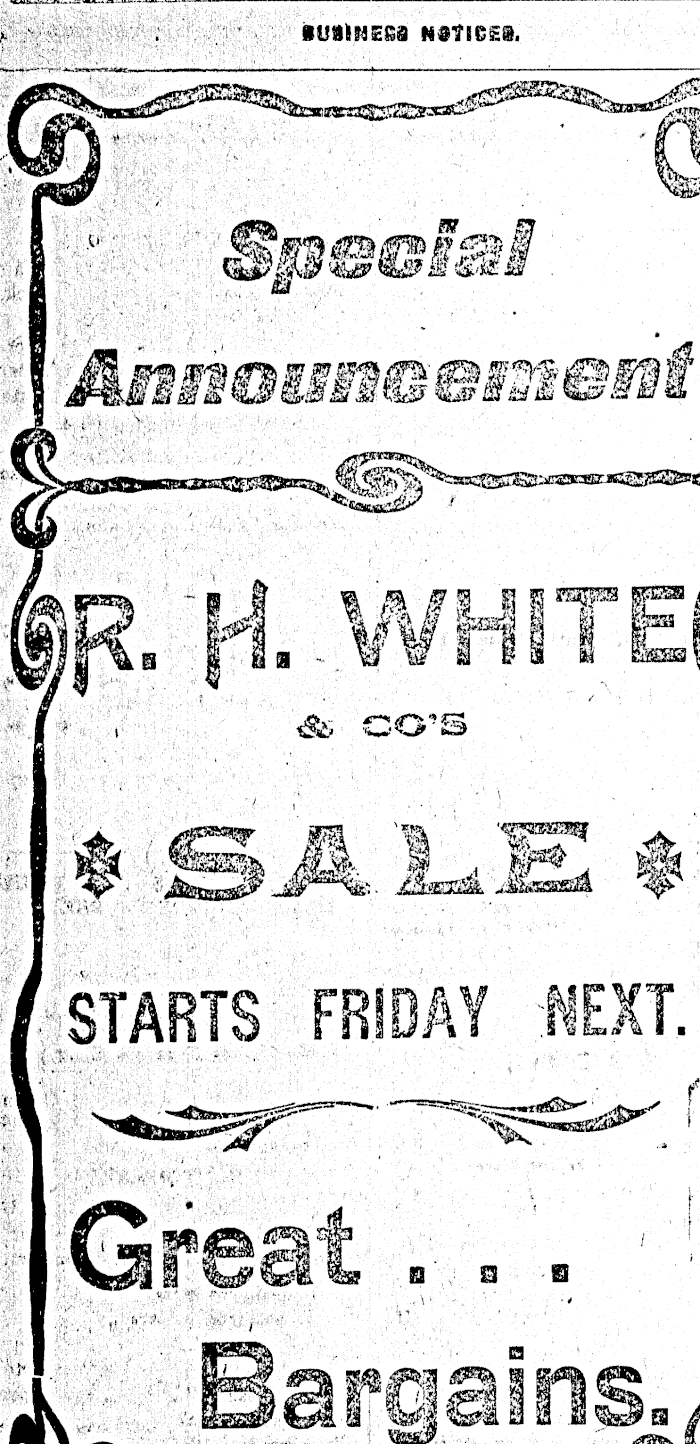 BUSINESS NOTICES.
Special
Announcement
R. H. WHITE
& CO'S
SALE
STARTS FRIDAY NEXT.
Great . . .
Bargains.